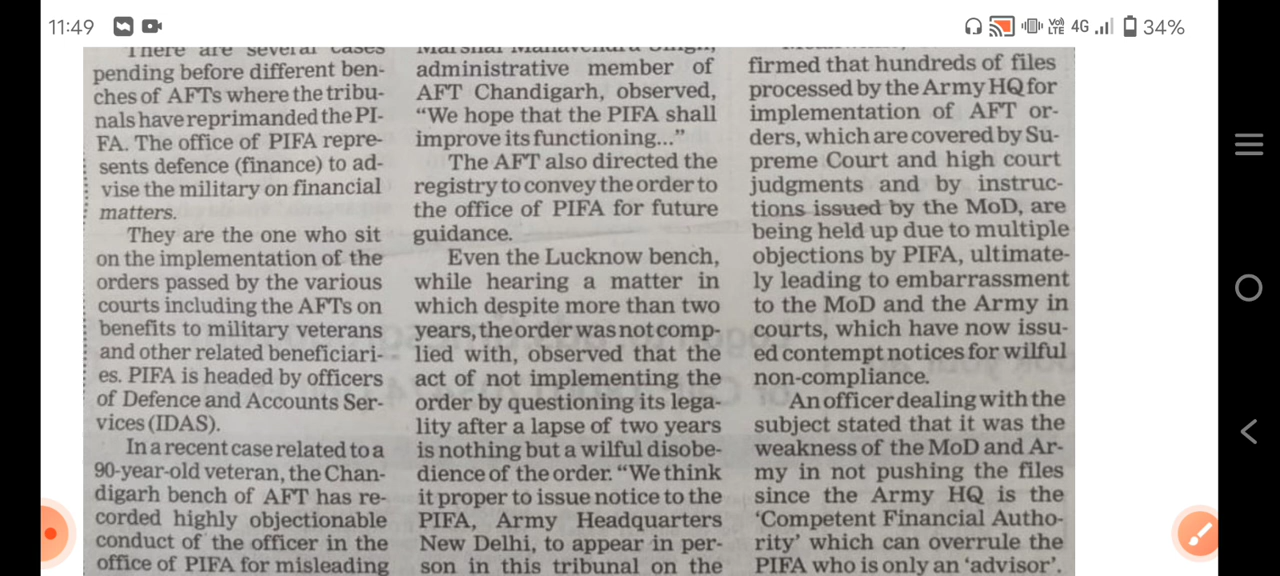 11:49
Vo)) LTE 4G 34%
There are several cases
pending before different ben-
ches of AFTs where the tribu-
nals have reprimanded the PI-
FA. The office of PIFA repre-
sents defence (finance) to ad-
vise the military on financial
matters.
They are the one who sit
on the implementation of the
orders passed by the various
courts including the AFTs on
benefits to military veterans
and other related beneficiari-
es. PIFA is headed by officers
of Defence and Accounts Ser-
vices (IDAS).
In a recent case related to a
90-year-old veteran, the Chan-
digarh bench of AFT has re-
corded highly objectionable
conduct of the officer in the
office of PIFA for misleading
Marshal Manavendra Singh,
administrative member of
AFT Chandigarh, observed,
“We hope that the PIFA shall
improve its functioning...”
The AFT also directed the
registry to convey the order to
the office of PIFA for future
guidance.
Even the Lucknow bench,
while hearing a matter in
which despite more than two
years, the order was not comp-
lied with, observed that the
act of not implementing the
order by questioning its lega-
lity after a lapse of two years
is nothing but a wilful disobe-
dience of the order. “We think
it proper to issue notice to the
PIFA, Army Headquarters
New Delhi, to appear in per-
son in this tribunal on the
firmed that hundreds of files
processed by the Army HQ for
implementation of AFT or-
ders, which are covered by Su-
preme Court and high court
judgments and by instruc-
tions issued by the MoD, are
being held up due to multiple
objections by PIFA, ultimate-
ly leading to embarrassment
to the MoD and the Army in
courts, which have now issu-
ed contempt notices for wilful
non-compliance.
An officer dealing with the
subject stated that it was the
weakness of the MoD and Ar-
my in not pushing the files
since the Army HQ is the
‘Competent Financial Autho-
rity’ which can overrule the
PIFA who is only an ‘advisor’.